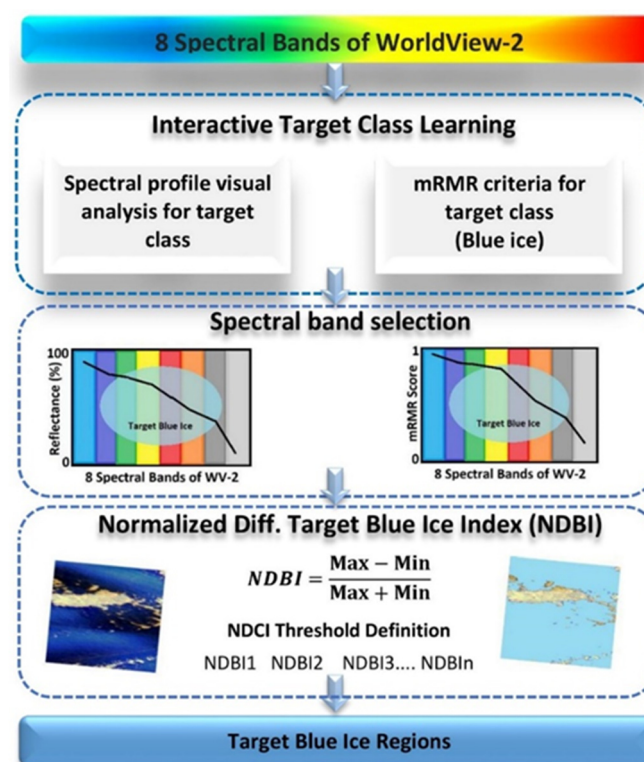 8 Spectral Bands of WorldView-2
Interactive Target Class Learning
Spectral profile visual
analysis for target
class
mRMR criteria for
target class
(Blue ice)
Spectral band selection
100
Reflectance (%)
0
Target Blue Ice
8 Spectral Bands of WV-2
1
mRMR Score
0
Target Blue Ice
8 Spectral Bands of WV-2
Normalized Diff. Target Blue Ice Index (NDBI)
NDBI = Max − Min / Max + Min
NDCI Threshold Definition
NDBI1 NDBI2 NDBI3.... NDBIn
Target Blue Ice Regions